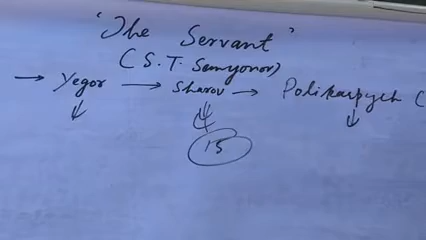 'The Servant"
(S.T. Semyonov)
→ Yegor → Sharov → Polikarpych (
↓ ↓ ↓
15